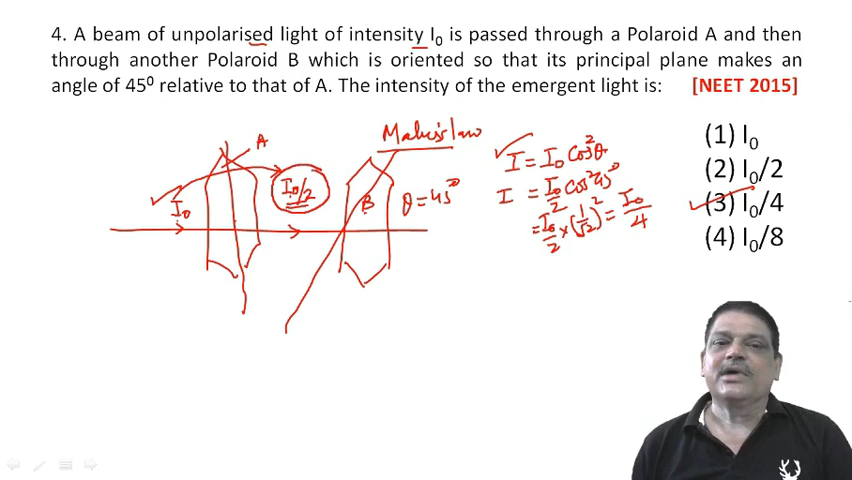 4. A beam of unpolarised light of intensity I₀ is passed through a Polaroid A and then
through another Polaroid B which is oriented so that its principal plane makes an
angle of 45⁰ relative to that of A. The intensity of the emergent light is: [NEET 2015]
(1) I₀
(2) I₀/2
(3) I₀/4
(4) I₀/8
A
I₀
I₀/2
Malus's law
B
θ = 45⁰
I = I₀ cos²θ
I = I₀/2 cos²45⁰
= I₀/2 × (1/√2)² = I₀/4